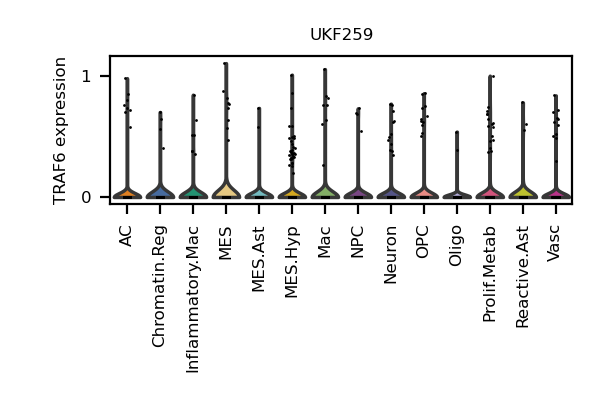 UKF259
TRAF6 expression
1
0
AC
Chromatin.Reg
Inflammatory.Mac
MES
MES.Ast
MES.Hyp
Mac
NPC
Neuron
OPC
Oligo
Prolif.Metab
Reactive.Ast
Vasc